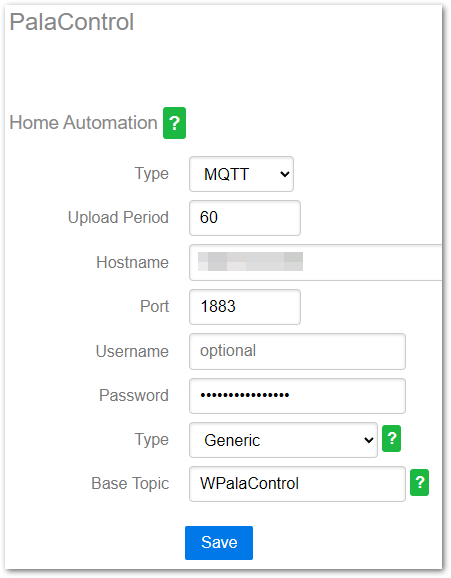 PalaControl
Home Automation ?
Type MQTT
Upload Period 60
Hostname
Port 1883
Username optional
Password ••••••••••••••••
Type Generic ?
Base Topic WPalaControl ?
Save